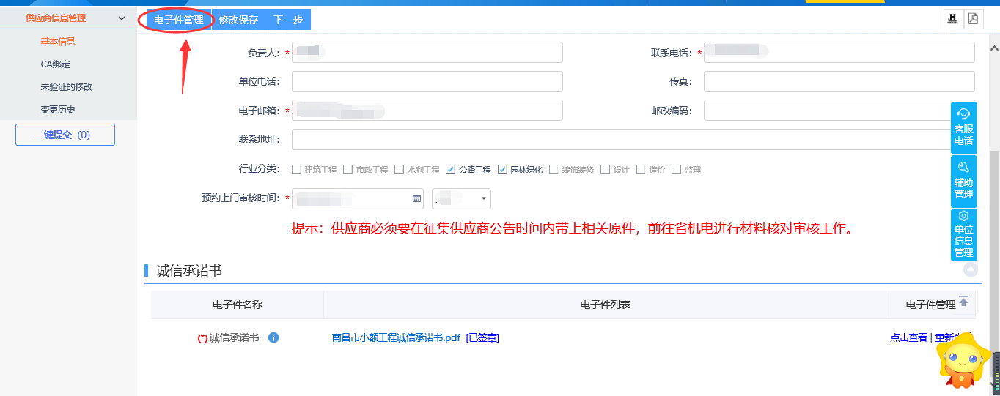 供应商信息管理
电子件管理 修改保存 下一步
基本信息
CA绑定
未验证的修改
变更历史
一键提交（0）
负责人：* 联系电话：*
单位电话： 传真：
电子邮箱：* 邮政编码：
联系地址：
行业分类： 建筑工程 市政工程 水利工程 公路工程 园林绿化 装饰装修 设计 造价 监理
预约上门审核时间：*
提示：供应商必须要在征集供应商公告时间内带上相关原件，前往省机电进行材料核对审核工作。
客服
电话
辅助
管理
单位
信息
管理
诚信承诺书
电子件名称 电子件列表 电子件管理
(*) 诚信承诺书 南昌市小额工程诚信承诺书.pdf [已签章] 点击查看 | 重新